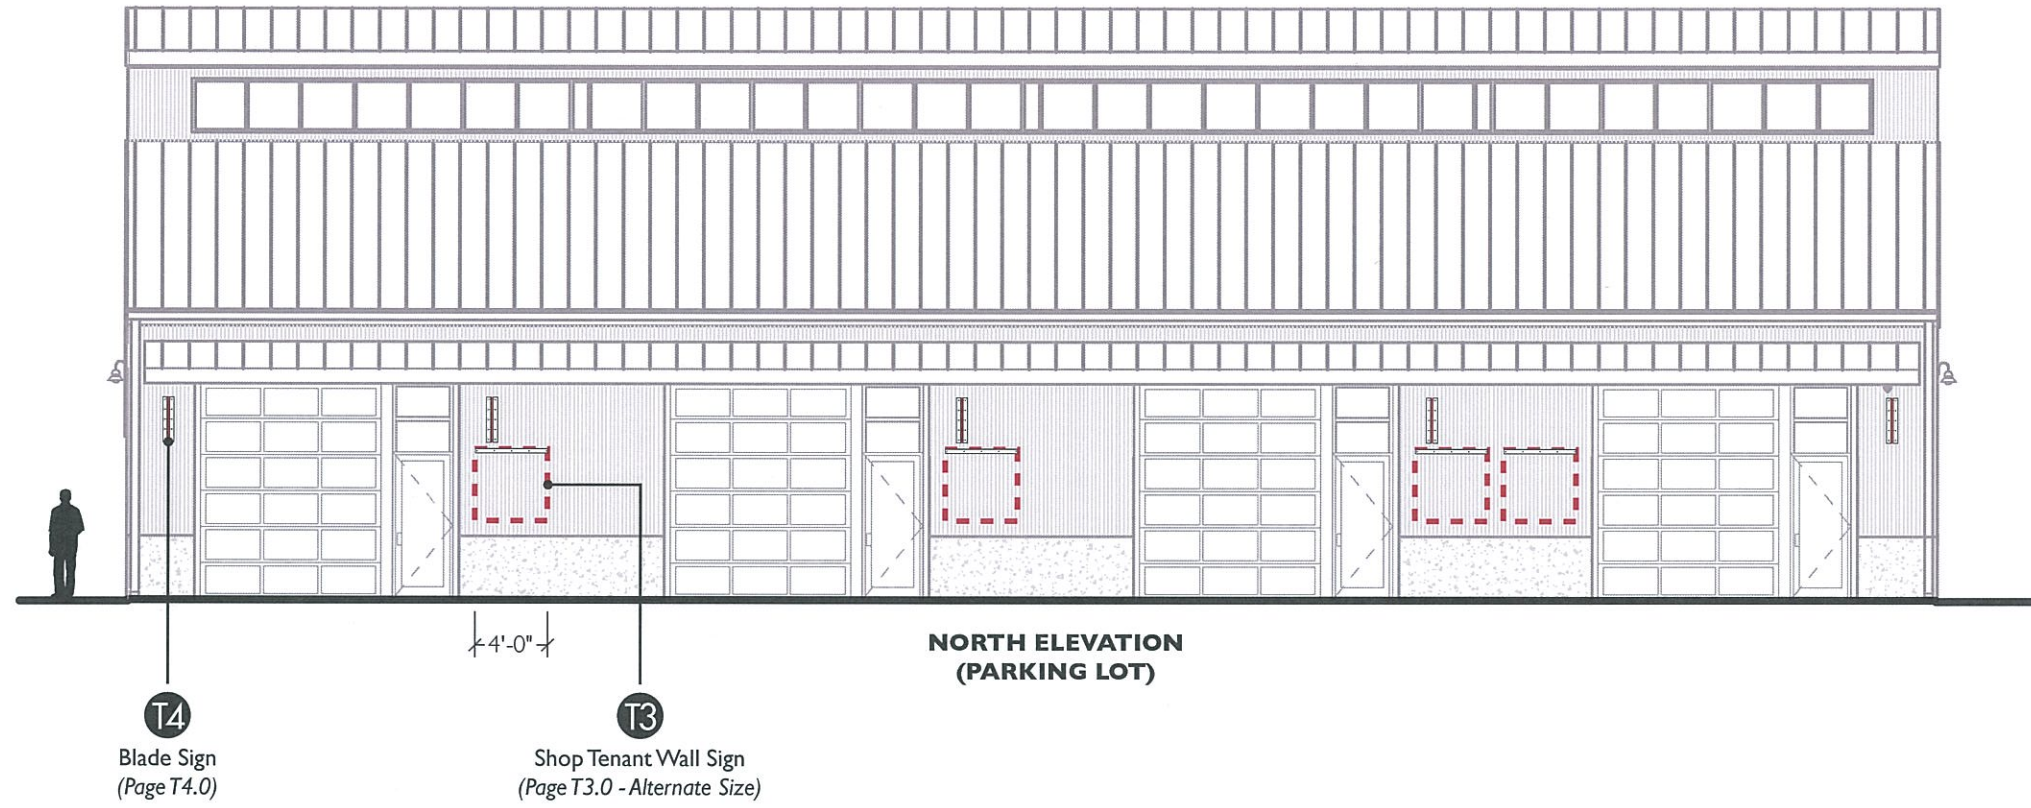 4'-0"
NORTH ELEVATION
(PARKING LOT)
T4
Blade Sign
(Page T4.0)
T3
Shop Tenant Wall Sign
(Page T3.0 - Alternate Size)